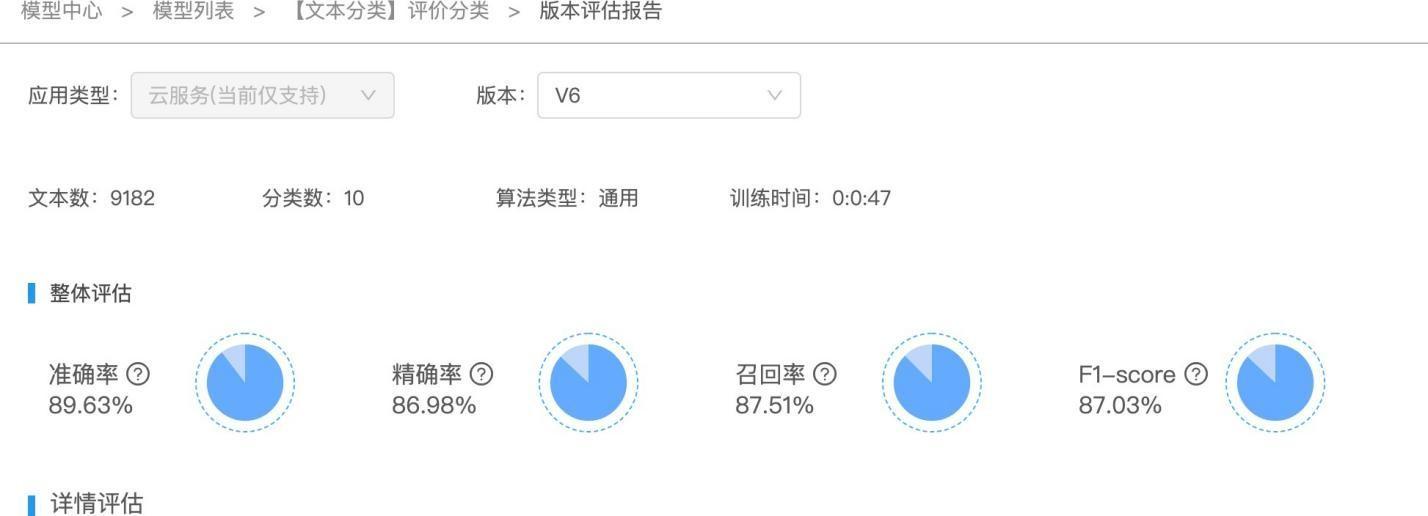 模型中心 > 模型列表 > 【文本分类】评价分类 > 版本评估报告
应用类型: 云服务(当前仅支持) 版本: V6
文本数: 9182 分类数: 10 算法类型: 通用 训练时间: 0:0:47
整体评估
准确率 ? 精确率 ? 召回率 ? F1-score ?
89.63% 86.98% 87.51% 87.03%
详情评估